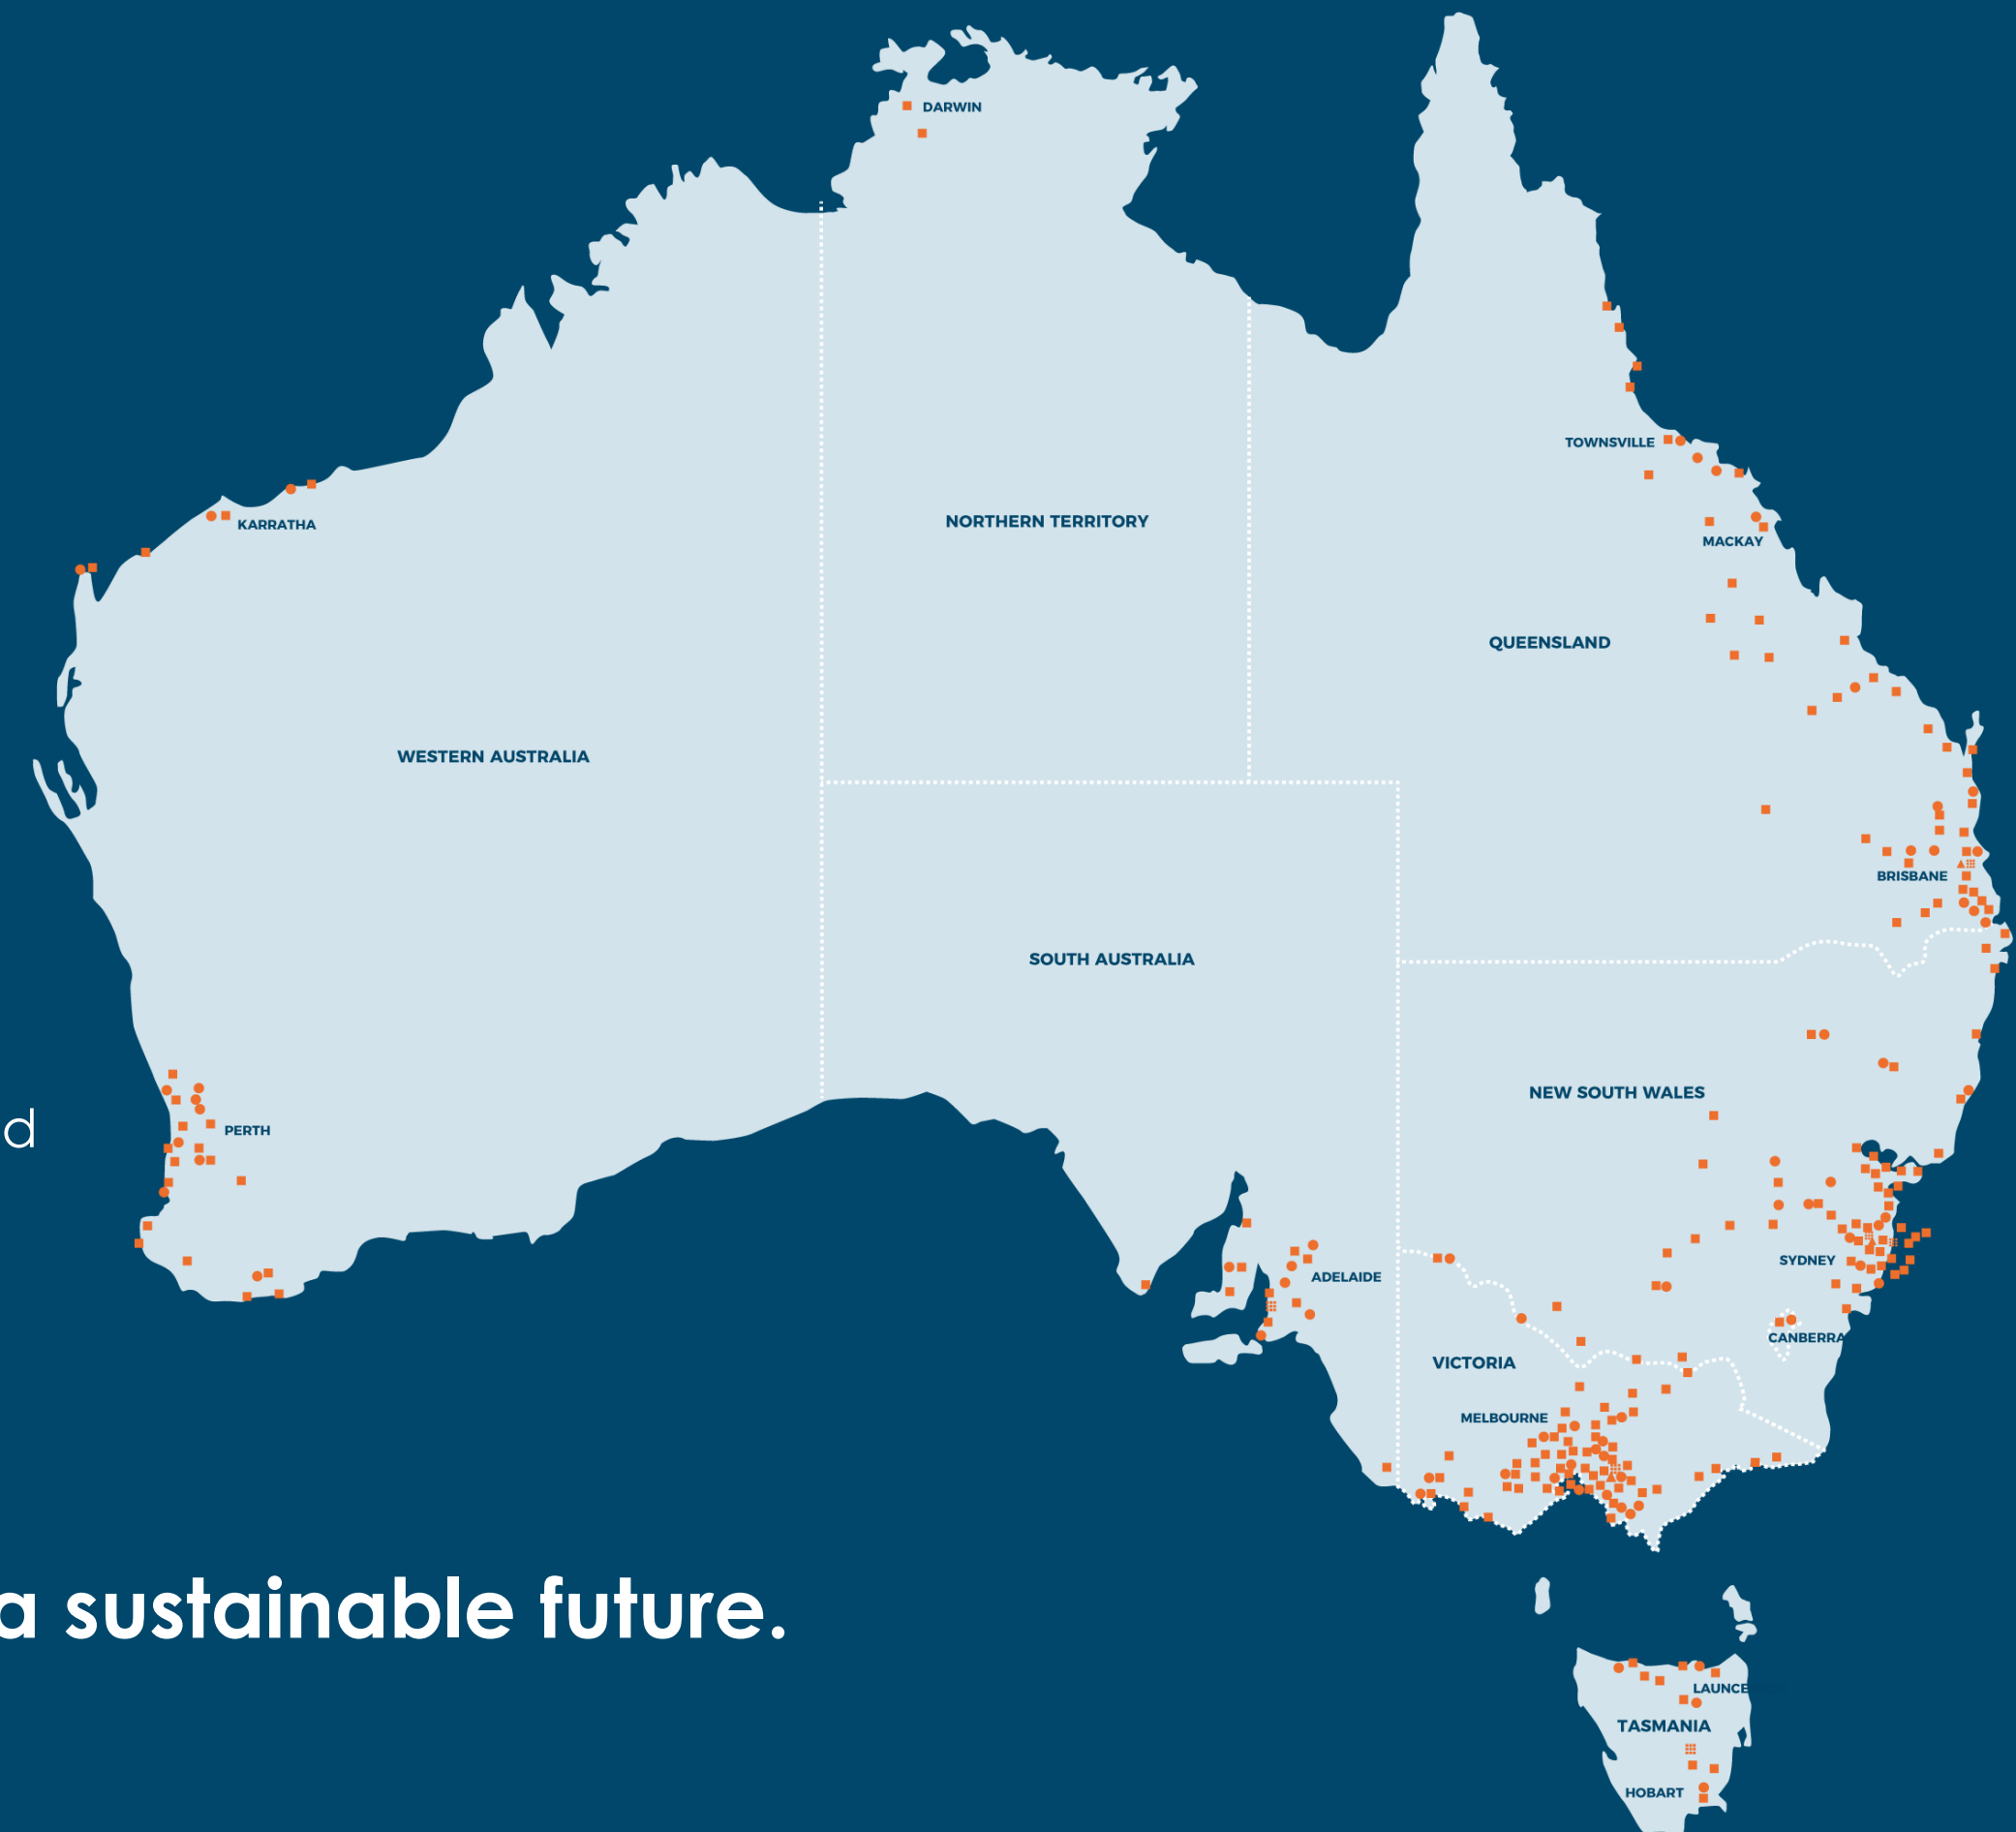 DARWIN
TOWNSVILLE
NORTHERN TERRITORY
KARRATHA
MACKAY
QUEENSLAND
WESTERN AUSTRALIA
BRISBANE
SOUTH AUSTRALIA
NEW SOUTH WALES
d
PERTH
SYDNEY
ADELAIDE
CANBERRA
VICTORIA
MELBOURNE
a sustainable future.
LAUNCE
TASMANIA
HOBART